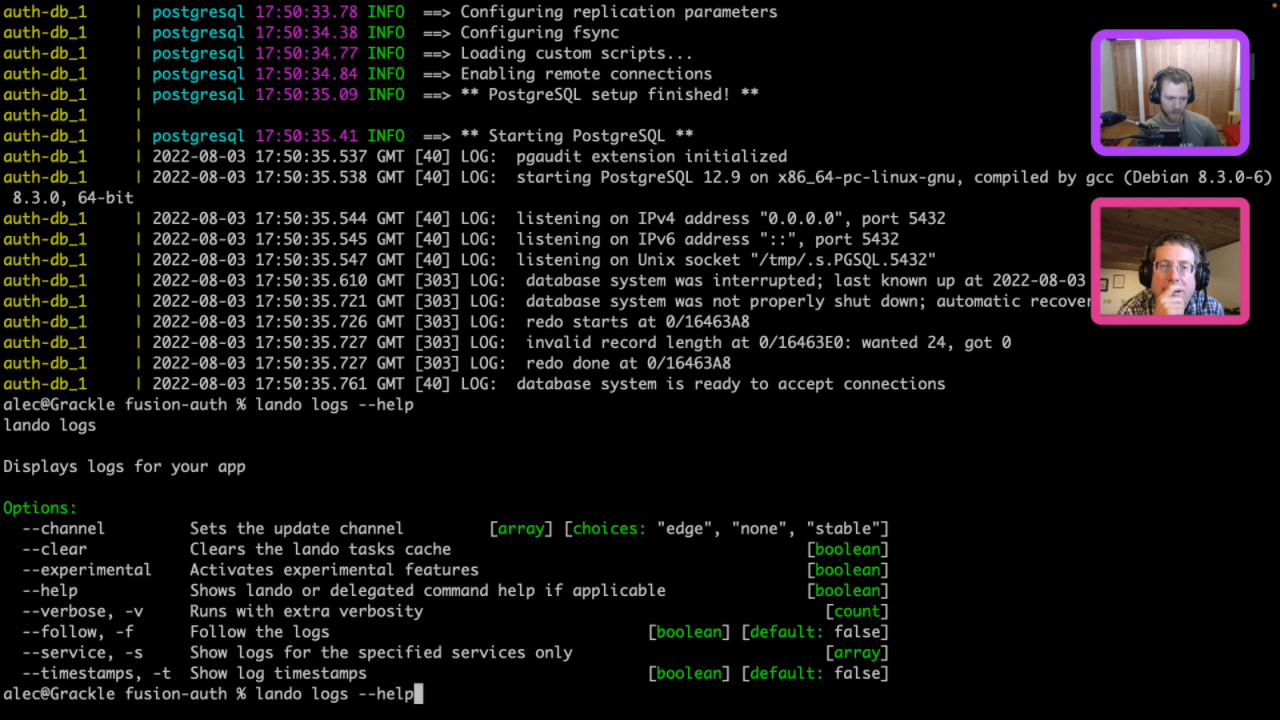 auth-db_1 | postgresql 17:50:33.78 INFO ==> Configuring replication parameters
auth-db_1 | postgresql 17:50:34.38 INFO ==> Configuring fsync
auth-db_1 | postgresql 17:50:34.77 INFO ==> Loading custom scripts...
auth-db_1 | postgresql 17:50:34.84 INFO ==> Enabling remote connections
auth-db_1 | postgresql 17:50:35.09 INFO ==> ** PostgreSQL setup finished! **
auth-db_1 |
auth-db_1 | postgresql 17:50:35.41 INFO ==> ** Starting PostgreSQL **
auth-db_1 | 2022-08-03 17:50:35.537 GMT [40] LOG: pgaudit extension initialized
auth-db_1 | 2022-08-03 17:50:35.538 GMT [40] LOG: starting PostgreSQL 12.9 on x86_64-pc-linux-gnu, compiled by gcc (Debian 8.3.0-6)
8.3.0, 64-bit
auth-db_1 | 2022-08-03 17:50:35.544 GMT [40] LOG: listening on IPv4 address "0.0.0.0", port 5432
auth-db_1 | 2022-08-03 17:50:35.545 GMT [40] LOG: listening on IPv6 address "::", port 5432
auth-db_1 | 2022-08-03 17:50:35.547 GMT [40] LOG: listening on Unix socket "/tmp/.s.PGSQL.5432"
auth-db_1 | 2022-08-03 17:50:35.610 GMT [303] LOG: database system was interrupted; last known up at 2022-08-03
auth-db_1 | 2022-08-03 17:50:35.721 GMT [303] LOG: database system was not properly shut down; automatic recover
auth-db_1 | 2022-08-03 17:50:35.726 GMT [303] LOG: redo starts at 0/16463A8
auth-db_1 | 2022-08-03 17:50:35.727 GMT [303] LOG: invalid record length at 0/16463E0: wanted 24, got 0
auth-db_1 | 2022-08-03 17:50:35.727 GMT [303] LOG: redo done at 0/16463A8
auth-db_1 | 2022-08-03 17:50:35.761 GMT [40] LOG: database system is ready to accept connections
alec@Grackle fusion-auth % lando logs --help
lando logs
Displays logs for your app
Options:
--channel Sets the update channel [array] [choices: "edge", "none", "stable"]
--clear Clears the lando tasks cache [boolean]
--experimental Activates experimental features [boolean]
--help Shows lando or delegated command help if applicable [boolean]
--verbose, -v Runs with extra verbosity [count]
--follow, -f Follow the logs [boolean] [default: false]
--service, -s Show logs for the specified services only [array]
--timestamps, -t Show log timestamps [boolean] [default: false]
alec@Grackle fusion-auth % lando logs --help